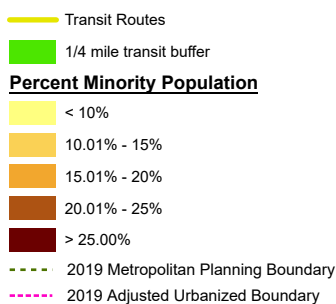 Transit Routes
1/4 mile transit buffer
Percent Minority Population
< 10%
10.01% - 15%
15.01% - 20%
20.01% - 25%
> 25.00%
2019 Metropolitan Planning Boundary
2019 Adjusted Urbanized Boundary